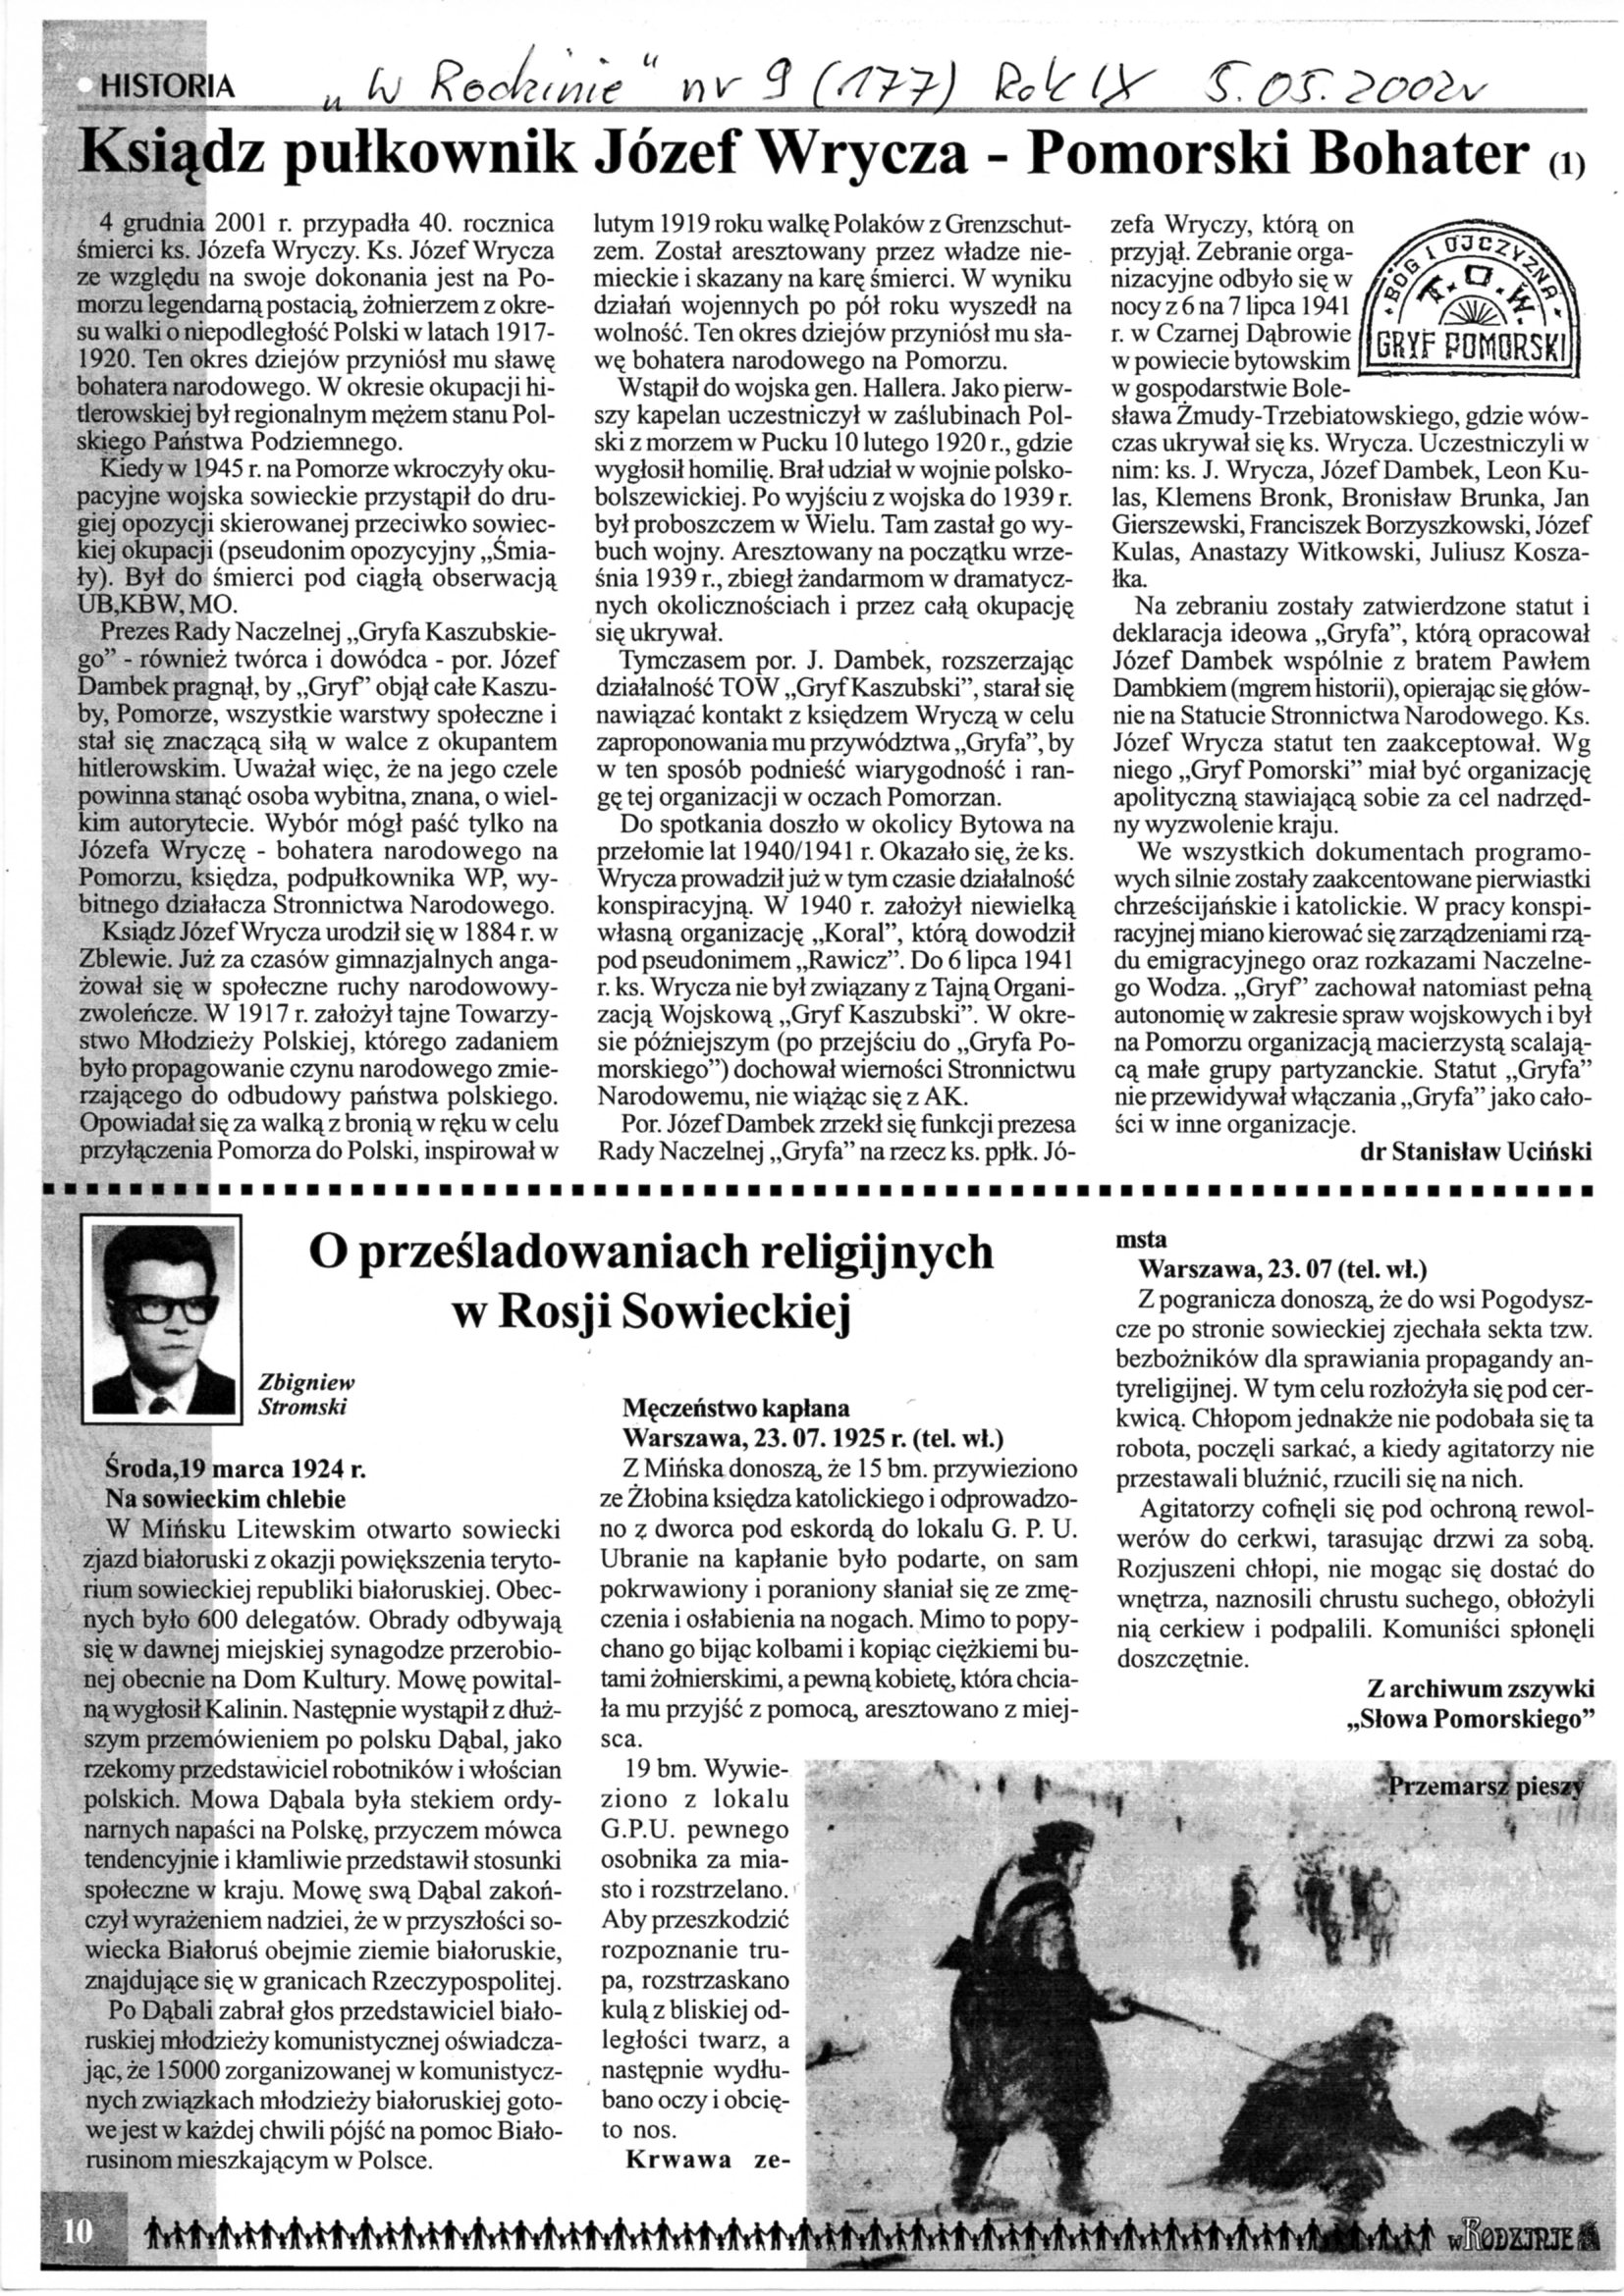 HISTORIA
„W Rodzinie" nr 9 (177) Rok IX 5.05.2002r
Ksiądz pułkownik Józef Wrycza - Pomorski Bohater (1)
4 grudnia 2001 r. przypadła 40. rocznica
śmierci ks. Józefa Wryczy. Ks. Józef Wrycza
ze względu na swoje dokonania jest na Po-
morzu legendarną postacią, żołnierzem z okre-
su walki o niepodległość Polski w latach 1917-
1920. Ten okres dziejów przyniósł mu sławę
bohatera narodowego. W okresie okupacji hi-
tlerowskiej był regionalnym mężem stanu Pol-
skiego Państwa Podziemnego.
Kiedy w 1945 r. na Pomorze wkroczyły oku-
pacyjne wojska sowieckie przystąpił do dru-
giej opozycji skierowanej przeciwko sowiec-
kiej okupacji (pseudonim opozycyjny „Śmia-
ły). Był do śmierci pod ciągłą obserwacją
UB,KBW, MO.
Prezes Rady Naczelnej „Gryfa Kaszubskie-
go” - również twórca i dowódca - por. Józef
Dambek pragnął, by „Gryf” objął całe Kaszu-
by, Pomorze, wszystkie warstwy społeczne i
stał się znaczącą siłą w walce z okupantem
hitlerowskim. Uważał więc, że na jego czele
powinna stanąć osoba wybitna, znana, o wiel-
kim autorytecie. Wybór mógł paść tylko na
Józefa Wryczę - bohatera narodowego na
Pomorzu, księdza, podpułkownika WP, wy-
bitnego działacza Stronnictwa Narodowego.
Ksiądz Józef Wrycza urodził się w 1884 r. w
Zblewie. Już za czasów gimnazjalnych anga-
żował się w społeczne ruchy narodowowy-
zwoleńcze. W 1917 r. założył tajne Towarzy-
stwo Młodzieży Polskiej, którego zadaniem
było propagowanie czynu narodowego zmie-
rzającego do odbudowy państwa polskiego.
Opowiadał się za walką z bronią w ręku w celu
przyłączenia Pomorza do Polski, inspirował w
lutym 1919 roku walkę Polaków z Grenzschut-
zem. Został aresztowany przez władze nie-
mieckie i skazany na karę śmierci. W wyniku
działań wojennych po pół roku wyszedł na
wolność. Ten okres dziejów przyniósł mu sła-
wę bohatera narodowego na Pomorzu.
Wstąpił do wojska gen. Hallera. Jako pierw-
szy kapelan uczestniczył w zaślubinach Pol-
ski z morzem w Pucku 10 lutego 1920 r., gdzie
wygłosił homilię. Brał udział w wojnie polsko-
bolszewickiej. Po wyjściu z wojska do 1939 r.
był proboszczem w Wielu. Tam zastał go wy-
buch wojny. Aresztowany na początku wrze-
śnia 1939 r., zbiegł żandarmom w dramatycz-
nych okolicznościach i przez całą okupację
się ukrywał.
Tymczasem por. J. Dambek, rozszerzając
działalność TOW „Gryf Kaszubski”, starał się
nawiązać kontakt z księdzem Wryczą w celu
zaproponowania mu przywództwa „Gryfa”, by
w ten sposób podnieść wiarygodność i ran-
gę tej organizacji w oczach Pomorzan.
Do spotkania doszło w okolicy Bytowa na
przełomie lat 1940/1941 r. Okazało się, że ks.
Wrycza prowadził już w tym czasie działalność
konspiracyjną. W 1940 r. założył niewielką
własną organizację „Koral”, którą dowodził
pod pseudonimem „Rawicz”. Do 6 lipca 1941
r. ks. Wrycza nie był związany z Tajną Organi-
zacją Wojskową „Gryf Kaszubski”. W okre-
sie późniejszym (po przejściu do „Gryfa Po-
morskiego”) dochował wierności Stronnictwu
Narodowemu, nie wiążąc się z AK.
Por. Józef Dambek zrzekł się funkcji prezesa
Rady Naczelnej „Gryfa” na rzecz ks. ppłk. Jó-
zefa Wryczy, którą on
przyjął. Zebranie orga-
nizacyjne odbyło się w
nocy z 6 na 7 lipca 1941
r. w Czarnej Dąbrowie
w powiecie bytowskim
w gospodarstwie Bole-
sława Żmudy-Trzebiatowskiego, gdzie wów-
czas ukrywał się ks. Wrycza. Uczestniczyli w
nim: ks. J. Wrycza, Józef Dambek, Leon Ku-
las, Klemens Bronk, Bronisław Brunka, Jan
Gierszewski, Franciszek Borzyszkowski, Józef
Kulas, Anastazy Witkowski, Juliusz Kosza-
łka.
Na zebraniu zostały zatwierdzone statut i
deklaracja ideowa „Gryfa”, którą opracował
Józef Dambek wspólnie z bratem Pawłem
Dambkiem (mgrem historii), opierając się głów-
nie na Statucie Stronnictwa Narodowego. Ks.
Józef Wrycza statut ten zaakceptował. Wg
niego „Gryf Pomorski” miał być organizację
apolityczną stawiającą sobie za cel nadrzęd-
ny wyzwolenie kraju.
We wszystkich dokumentach programo-
wych silnie zostały zaakcentowane pierwiastki
chrześcijańskie i katolickie. W pracy konspi-
racyjnej miano kierować się zarządzeniami rzą-
du emigracyjnego oraz rozkazami Naczelne-
go Wodza. „Gryf” zachował natomiast pełną
autonomię w zakresie spraw wojskowych i był
na Pomorzu organizacją macierzystą scalają-
cą małe grupy partyzanckie. Statut „Gryfa”
nie przewidywał włączania „Gryfa” jako cało-
ści w inne organizacje.
dr Stanisław Uciński
BÓG I OJCZYZNA
T.O.W.
GRYF POMORSKI
O prześladowaniach religijnych
w Rosji Sowieckiej
Zbigniew
Stromski
Środa,19 marca 1924 r.
Na sowieckim chlebie
W Mińsku Litewskim otwarto sowiecki
zjazd białoruski z okazji powiększenia teryto-
rium sowieckiej republiki białoruskiej. Obec-
nych było 600 delegatów. Obrady odbywają
się w dawnej miejskiej synagodze przerobio-
nej obecnie na Dom Kultury. Mowę powital-
ną wygłosił Kalinin. Następnie wystąpił z dłuż-
szym przemówieniem po polsku Dąbal, jako
rzekomy przedstawiciel robotników i włościan
polskich. Mowa Dąbala była stekiem ordy-
narnych napaści na Polskę, przyczem mówca
tendencyjnie i kłamliwie przedstawił stosunki
społeczne w kraju. Mowę swą Dąbal zakoń-
czył wyrażeniem nadziei, że w przyszłości so-
wiecka Białoruś obejmie ziemie białoruskie,
znajdujące się w granicach Rzeczypospolitej.
Po Dąbali zabrał głos przedstawiciel biało-
ruskiej młodzieży komunistycznej oświadcza-
jąc, że 15000 zorganizowanej w komunistycz-
nych związkach młodzieży białoruskiej goto-
we jest w każdej chwili pójść na pomoc Biało-
rusinom mieszkającym w Polsce.
Męczeństwo kapłana
Warszawa, 23. 07. 1925 r. (tel. wł.)
Z Mińska donoszą, że 15 bm. przywieziono
ze Żłobina księdza katolickiego i odprowadzo-
no z dworca pod eskordą do lokalu G. P. U.
Ubranie na kapłanie było podarte, on sam
pokrwawiony i poraniony słaniał się ze zmę-
czenia i osłabienia na nogach. Mimo to popy-
chano go bijąc kolbami i kopiąc ciężkiemi bu-
tami żołnierskimi, a pewną kobietę, która chcia-
ła mu przyjść z pomocą, aresztowano z miej-
sca.
19 bm. Wywie-
ziono z lokalu
G.P.U. pewnego
osobnika za mia-
sto i rozstrzelano.
Aby przeszkodzić
rozpoznanie tru-
pa, rozstrzaskano
kulą z bliskiej od-
ległości twarz, a
następnie wydłu-
bano oczy i obcię-
to nos.
Krwawa ze-
msta
Warszawa, 23. 07 (tel. wł.)
Z pogranicza donoszą, że do wsi Pogodysz-
cze po stronie sowieckiej zjechała sekta tzw.
bezbożników dla sprawiania propagandy an-
tyreligijnej. W tym celu rozłożyła się pod cer-
kwicą. Chłopom jednakże nie podobała się ta
robota, poczęli sarkać, a kiedy agitatorzy nie
przestawali bluźnić, rzucili się na nich.
Agitatorzy cofnęli się pod ochroną rewol-
werów do cerkwi, tarasując drzwi za sobą.
Rozjuszeni chłopi, nie mogąc się dostać do
wnętrza, naznosili chrustu suchego, obłożyli
nią cerkiew i podpalili. Komuniści spłonęli
doszczętnie.
Z archiwum zszywki
„Słowa Pomorskiego”
Przemarsz pieszy
10
wRODZINIE